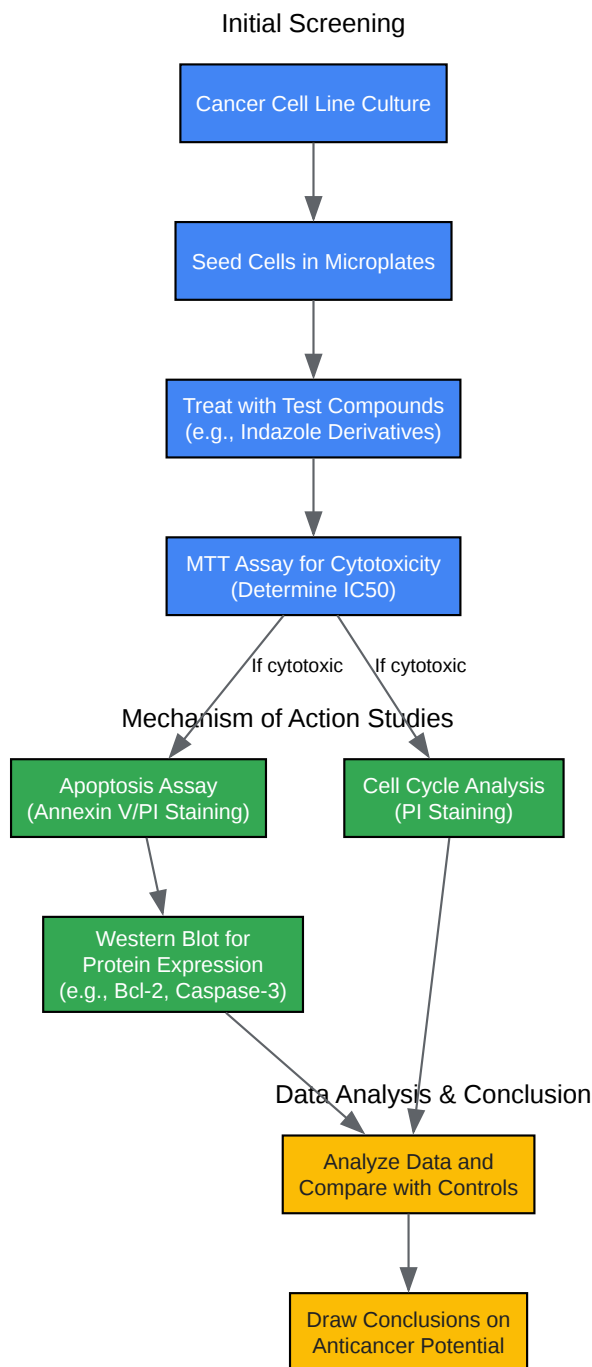 Initial Screening
Cancer Cell Line Culture
Seed Cells in Microplates
Treat with Test Compounds
(e.g., Indazole Derivatives)
MTT Assay for Cytotoxicity
(Determine IC50)
If cytotoxic
If cytotoxic
Mechanism of Action Studies
Apoptosis Assay
(Annexin V/PI Staining)
Cell Cycle Analysis
(PI Staining)
Western Blot for
Protein Expression
(e.g., Bcl-2, Caspase-3)
Data Analysis & Conclusion
Analyze Data and
Compare with Controls
Draw Conclusions on
Anticancer Potential